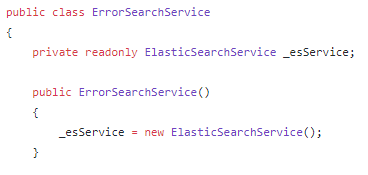 public class ErrorSearchService
{
    private readonly ElasticSearchService _esService;
    public ErrorSearchService()
    {
        _esService = new ElasticSearchService();
    }